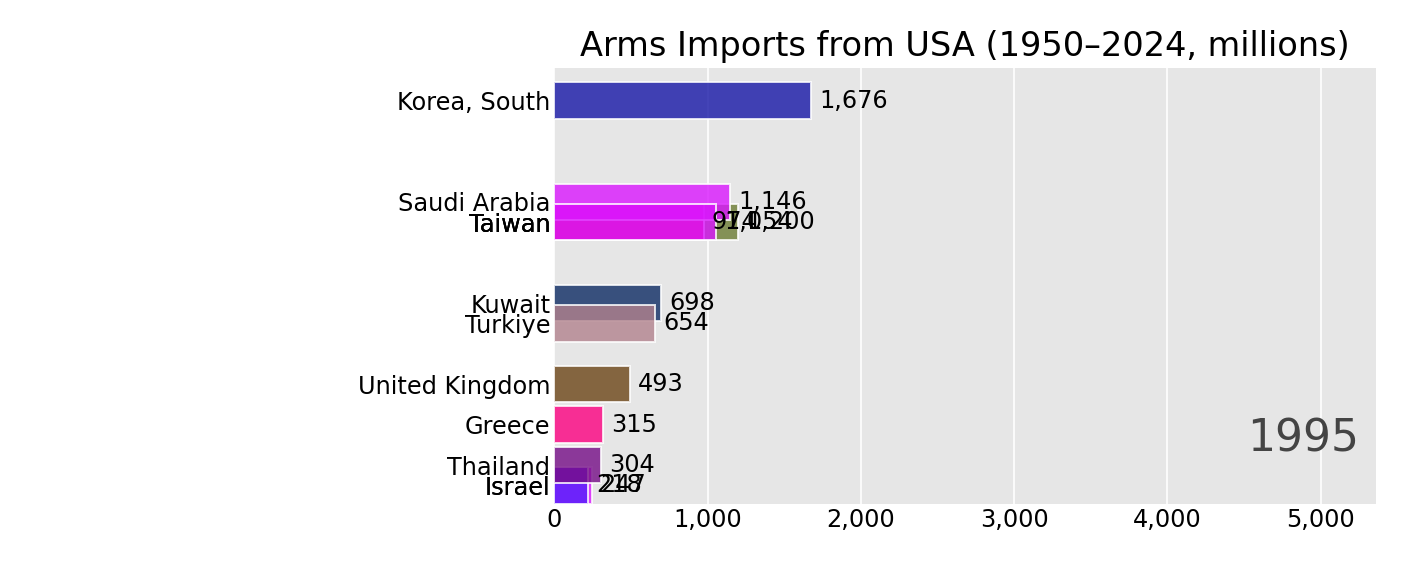 Arms Imports from USA (1950–2024, millions)
Korea, South 1,676
Saudi Arabia 1,146
Taiwan
Kuwait 698
Turkiye 654
United Kingdom 493
Greece 315
1995
Thailand 304
Israel
0 1,000 2,000 3,000 4,000 5,000